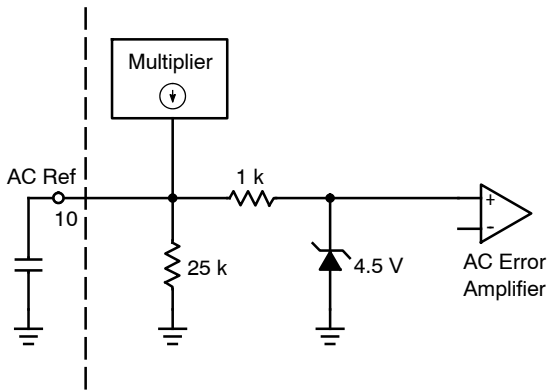 Multiplier
AC Ref
10
1 k
25 k
4.5 V
+
-
AC Error
Amplifier